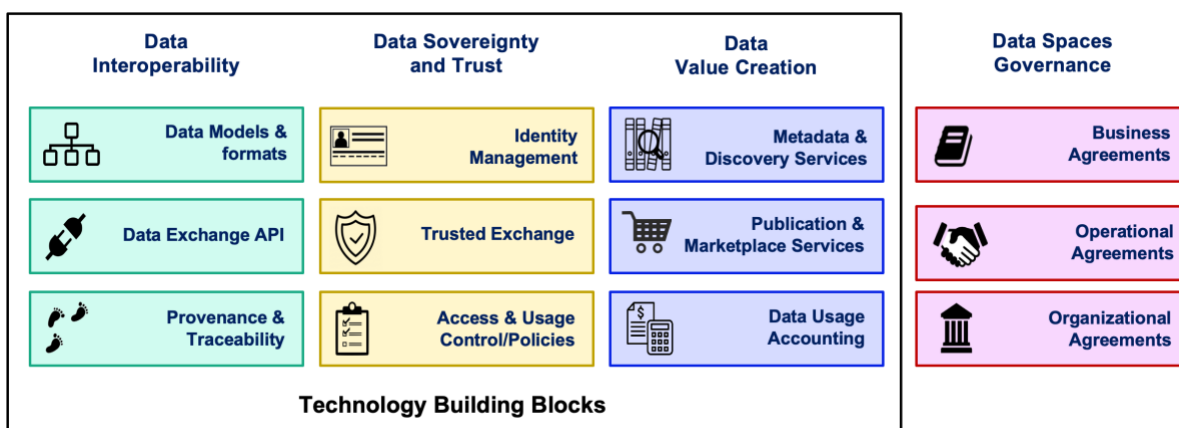 Data
Interoperability
Data Sovereignty
and Trust
Data
Value Creation
Data Spaces
Governance
Data Models &
formats
Identity
Management
Metadata &
Discovery Services
Business
Agreements
Data Exchange API
Trusted Exchange
Publication &
Marketplace Services
Operational
Agreements
Provenance &
Traceability
Access & Usage
Control/Policies
$
Data Usage
Accounting
Organizational
Agreements
Technology Building Blocks